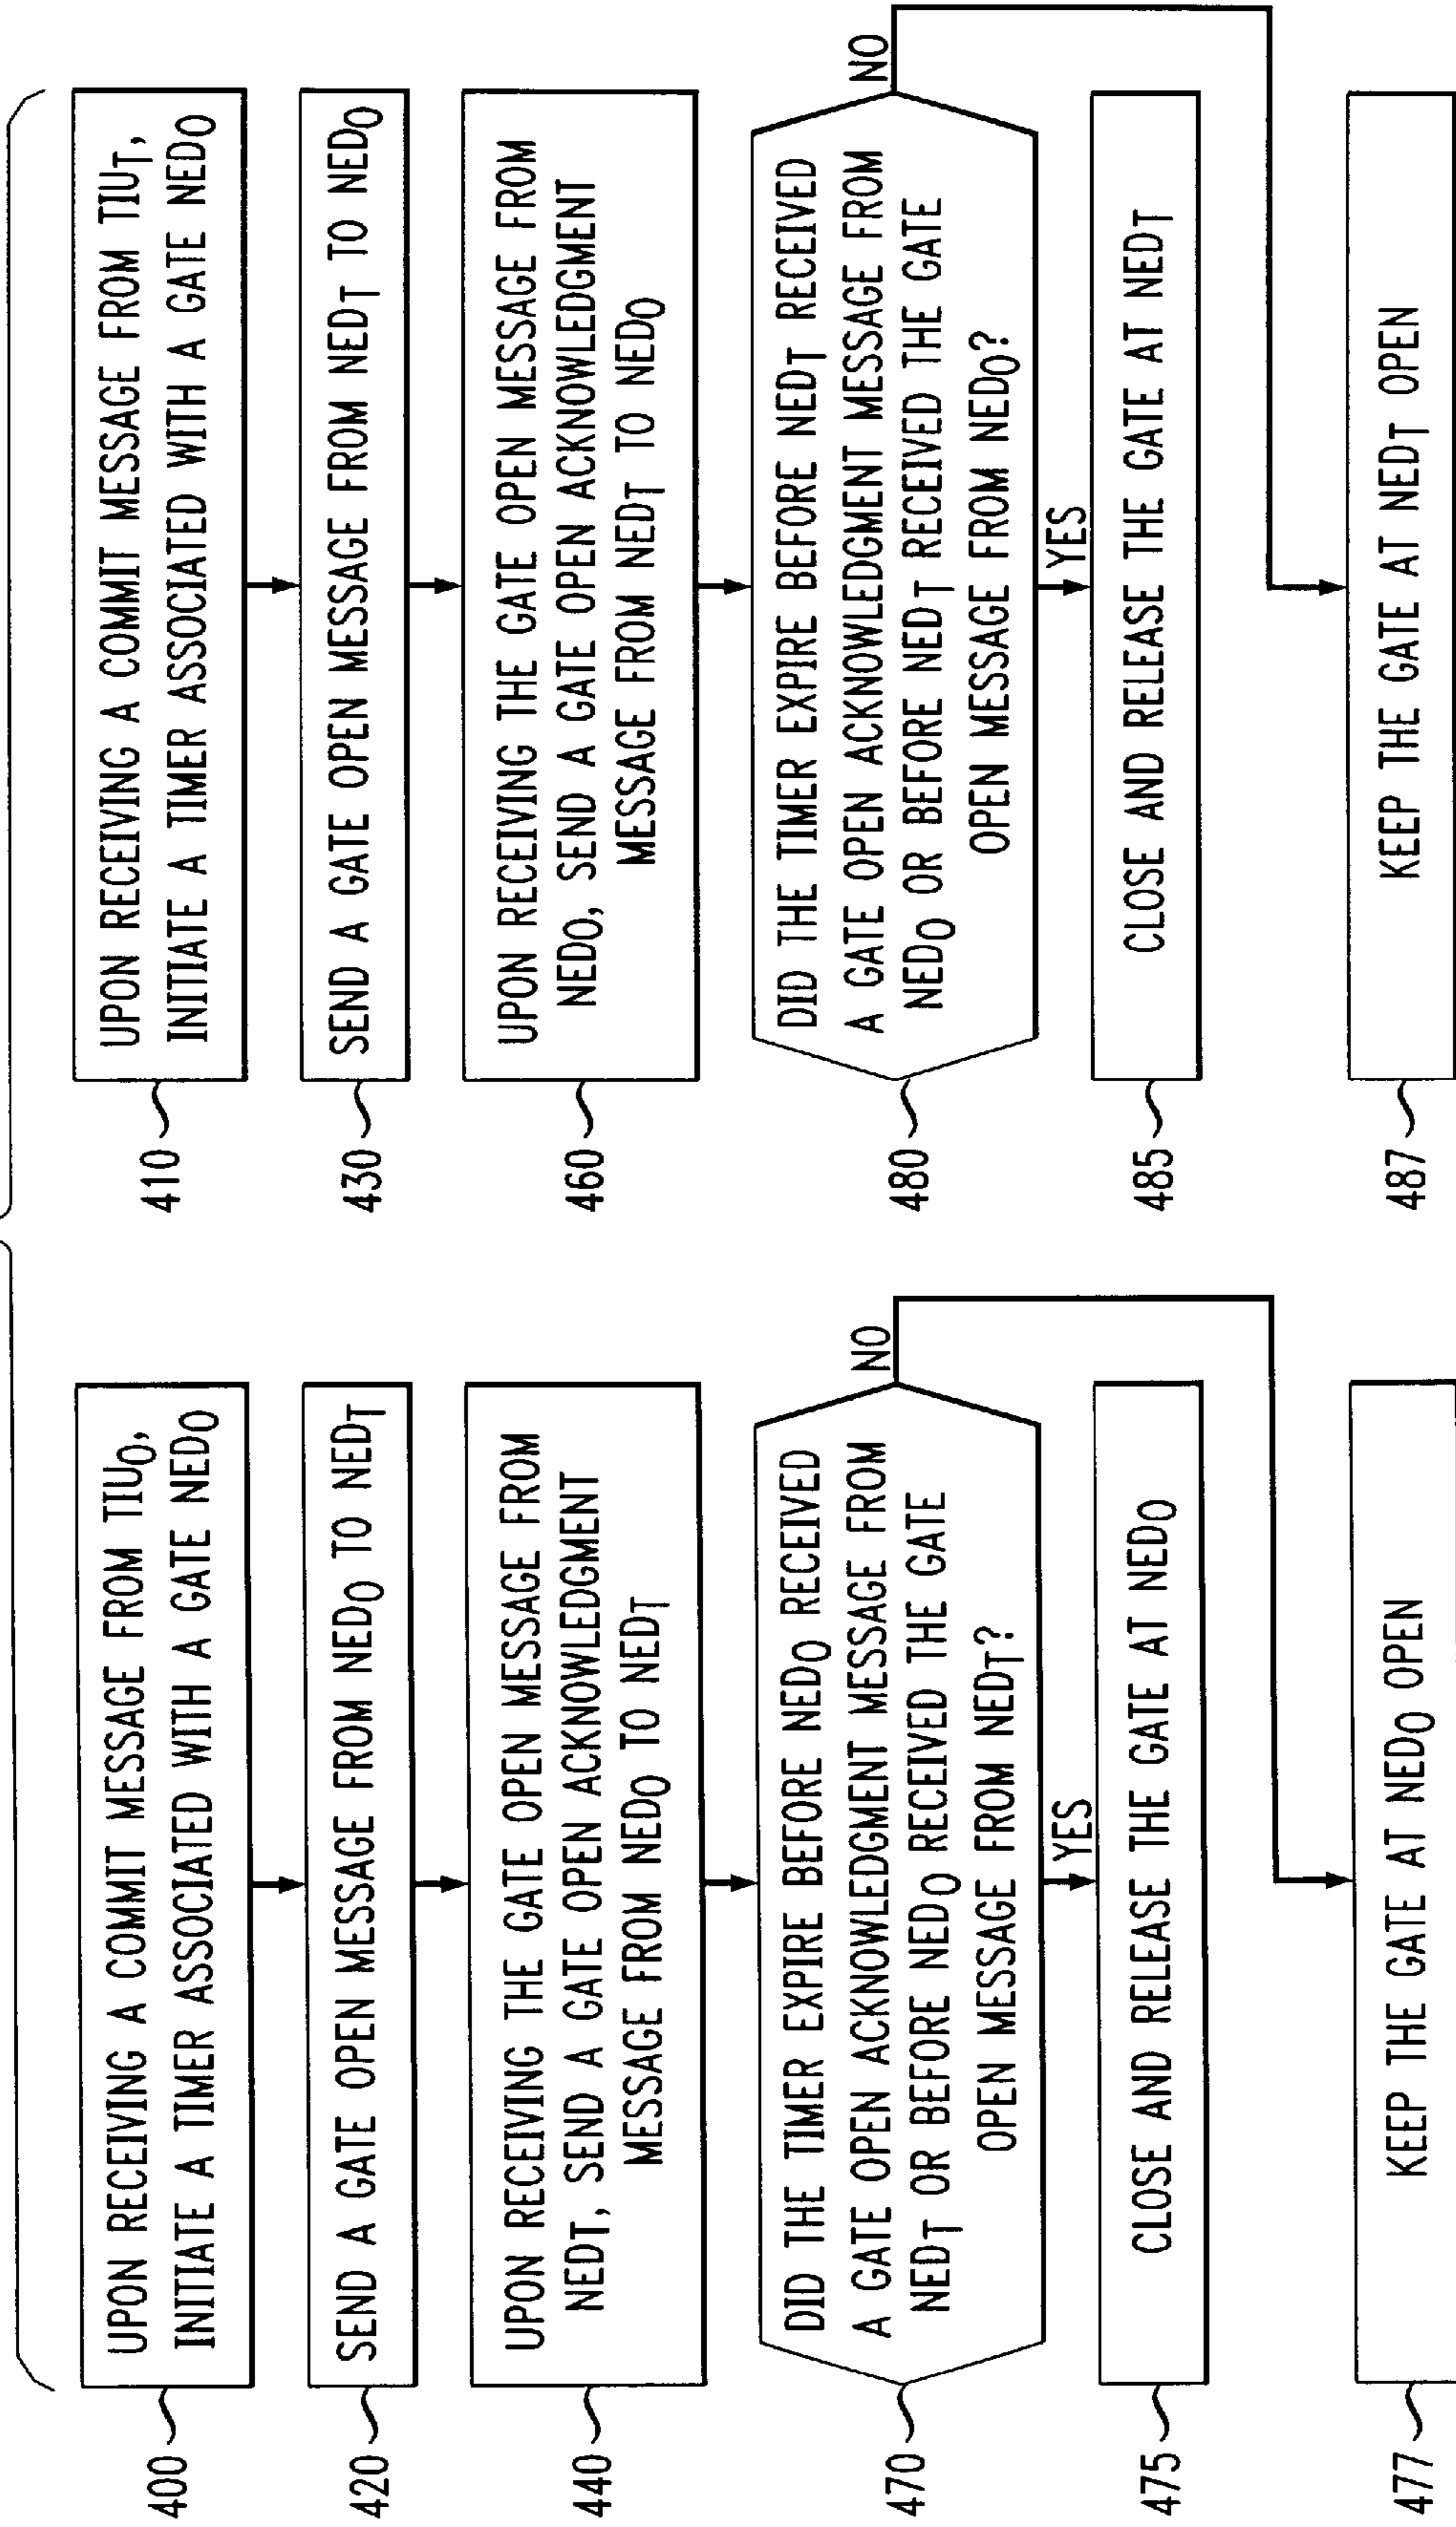 400
UPON RECEIVING A COMMIT MESSAGE FROM TIUO,
INITIATE A TIMER ASSOCIATED WITH A GATE NEDO
420
SEND A GATE OPEN MESSAGE FROM NEDO TO NEDT
440
UPON RECEIVING THE GATE OPEN MESSAGE FROM
NEDT, SEND A GATE OPEN ACKNOWLEDGMENT
MESSAGE FROM NEDO TO NEDT
470
DID THE TIMER EXPIRE BEFORE NEDO RECEIVED
A GATE OPEN ACKNOWLEDGMENT MESSAGE FROM
NEDT OR BEFORE NEDO RECEIVED THE GATE
OPEN MESSAGE FROM NEDT?
NO
YES
475
CLOSE AND RELEASE THE GATE AT NEDO
477
KEEP THE GATE AT NEDO OPEN
410
UPON RECEIVING A COMMIT MESSAGE FROM TIUT,
INITIATE A TIMER ASSOCIATED WITH A GATE NEDO
430
SEND A GATE OPEN MESSAGE FROM NEDT TO NEDO
460
UPON RECEIVING THE GATE OPEN MESSAGE FROM
NEDO, SEND A GATE OPEN ACKNOWLEDGMENT
MESSAGE FROM NEDT TO NEDO
480
DID THE TIMER EXPIRE BEFORE NEDT RECEIVED
A GATE OPEN ACKNOWLEDGMENT MESSAGE FROM
NEDO OR BEFORE NEDT RECEIVED THE GATE
OPEN MESSAGE FROM NEDO?
NO
YES
485
CLOSE AND RELEASE THE GATE AT NEDT
487
KEEP THE GATE AT NEDT OPEN